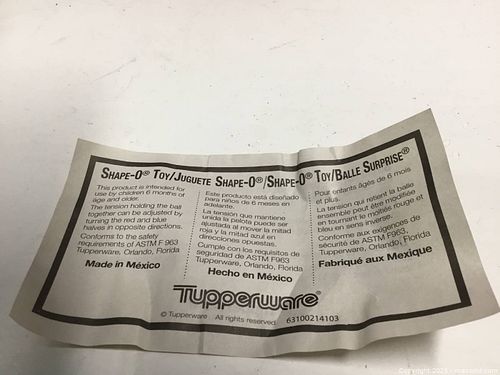 SHAPE-O® TOY/JUGUETE SHAPE-O®/SHAPE-O® TOY/BALLE SURPRISE®
This product is intended for
use by children 6 months of
age and older.
The tension holding the ball
together can be adjusted by
turning the red and blue
halves in opposite directions.
Conforms to the safety
requirements of ASTM F 963
Tupperware, Orlando, Florida
Made in México
Este producto está diseñado
para niños de 6 meses en
adelante.
La tensión que mantiene
unida la pelota puede ser
ajustada al mover la mitad
roja y la mitad azul en
direcciones opuestas.
Cumple con los requisitos de
seguridad de ASTM F963
Tupperware, Orlando, Florida
Hecho en México
Pour enfants âgés de 6 mois
et plus.
La tension qui retient la balle
ensemble peut être modifiée
en tournant le moitiés rouge et
bleu en sens inverse.
Conforme aux exigences de
sécurité de ASTM F963,
Tupperware, Orlando, Florida
Fabriqué aux Mexique
Tupperware®
© Tupperware All rights reserved 63100214103